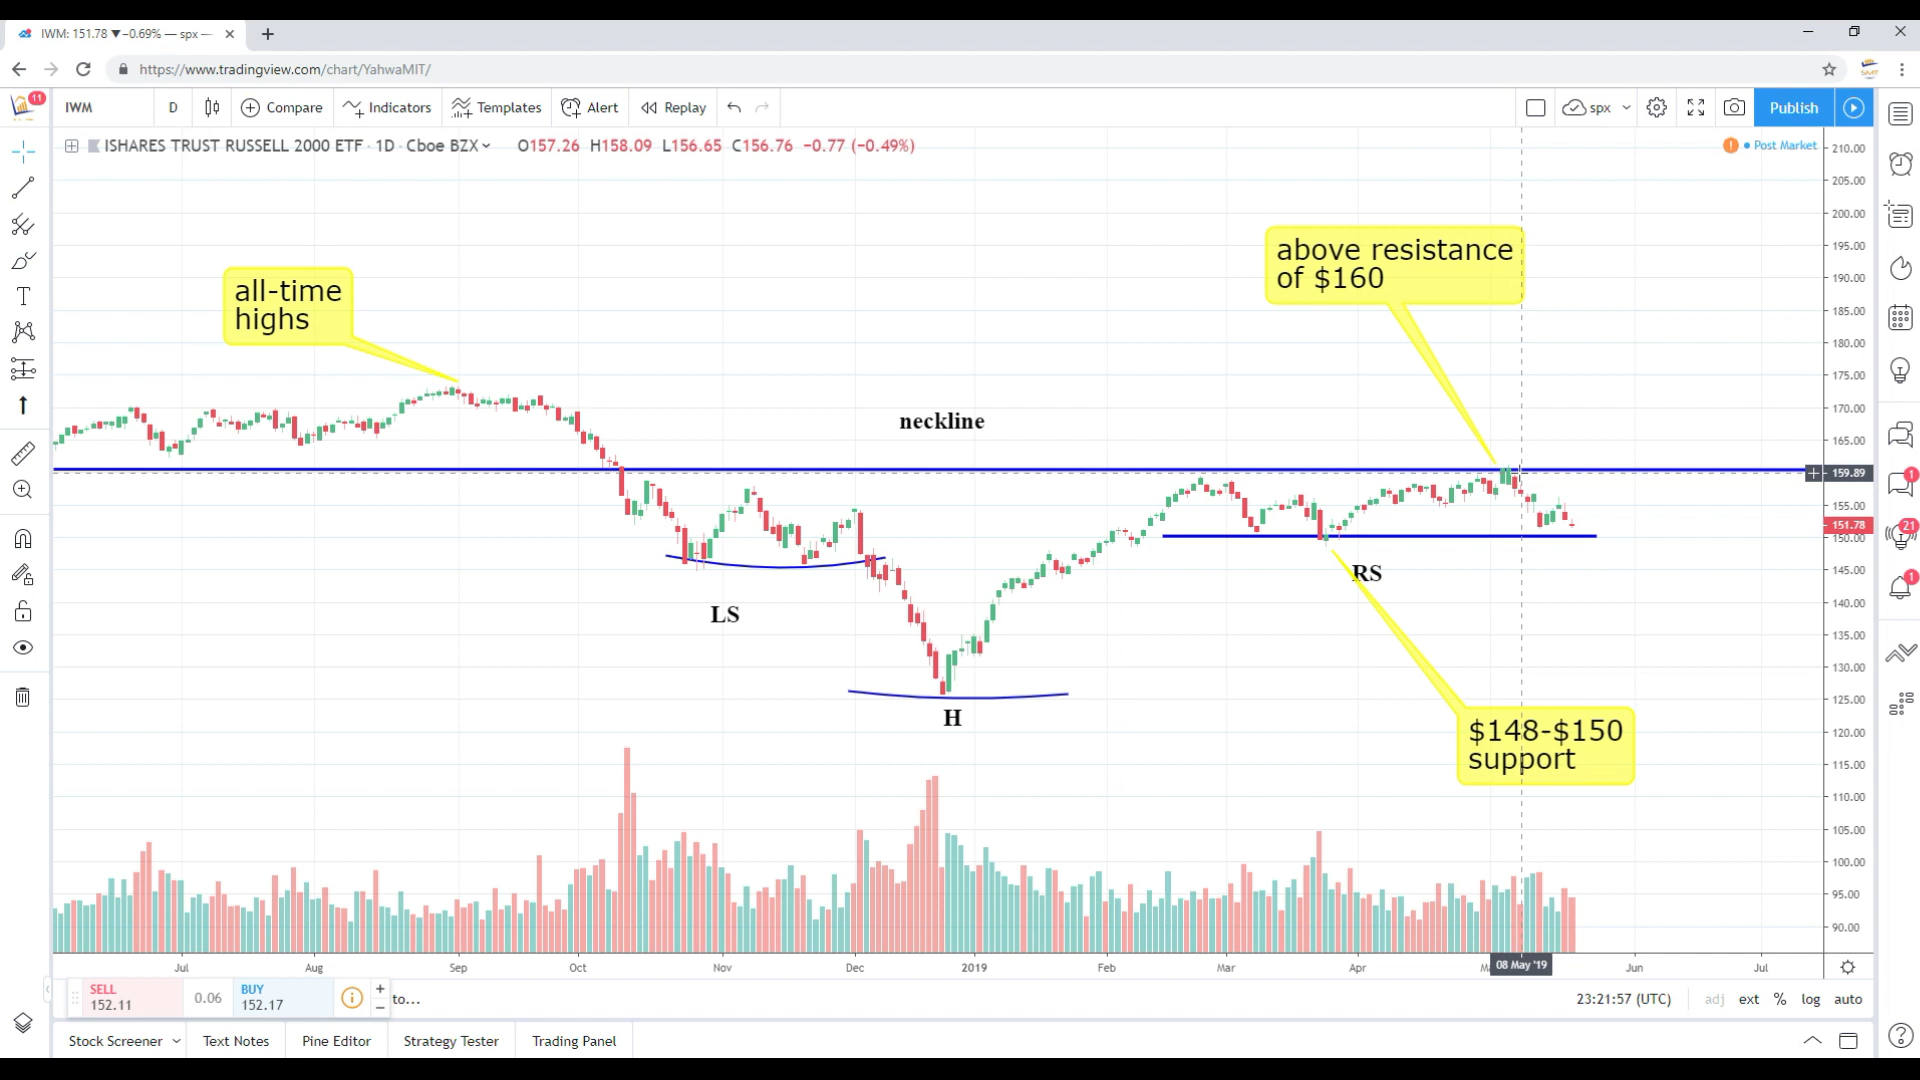 IWM: 151.78 ▼−0.69% — spx —
https://www.tradingview.com/chart/YahwaMIT/
SMT
11
IWM
D
Compare
Indicators
Templates
Alert
Replay
spx
Publish
ISHARES TRUST RUSSELL 2000 ETF · 1D · Cboe BZX
O157.26 H158.09 L156.65 C156.76 −0.77 (−0.49%)
Post Market
210.00
205.00
200.00
195.00
190.00
185.00
180.00
175.00
170.00
165.00
159.89
155.00
151.78
150.00
145.00
140.00
135.00
130.00
125.00
120.00
115.00
110.00
105.00
100.00
95.00
90.00
above resistance
of $160
all-time
highs
neckline
RS
LS
H
$148-$150
support
1
21
1
Jul
Aug
Sep
Oct
Nov
Dec
2019
Feb
Mar
Apr
08 May '19
Jun
Jul
SELL
152.11
0.06
BUY
152.17
to...
23:21:57 (UTC)
adj
ext
%
log
auto
Stock Screener
Text Notes
Pine Editor
Strategy Tester
Trading Panel